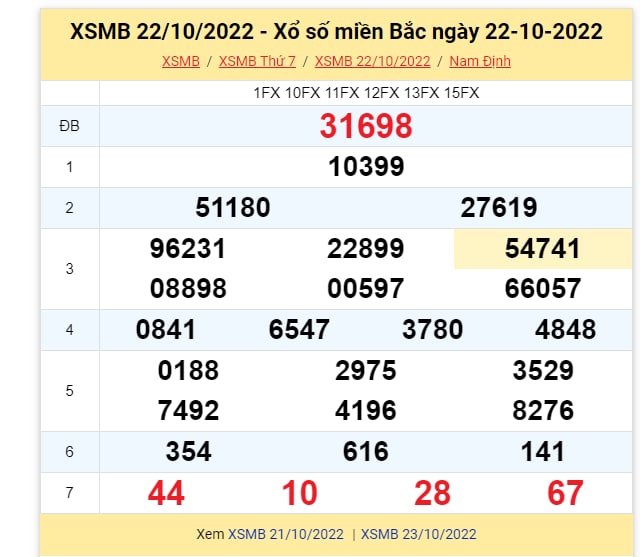 XSMB 22/10/2022 - Xổ số miền Bắc ngày 22-10-2022
XSMB / XSMB Thứ 7 / XSMB 22/10/2022 / Nam Định
1FX 10FX 11FX 12FX 13FX 15FX
ĐB 31698
1 10399
2 51180 27619
3 96231 22899 54741
08898 00597 66057
4 0841 6547 3780 4848
5 0188 2975 3529
7492 4196 8276
6 354 616 141
7 44 10 28 67
Xem XSMB 21/10/2022 | XSMB 23/10/2022